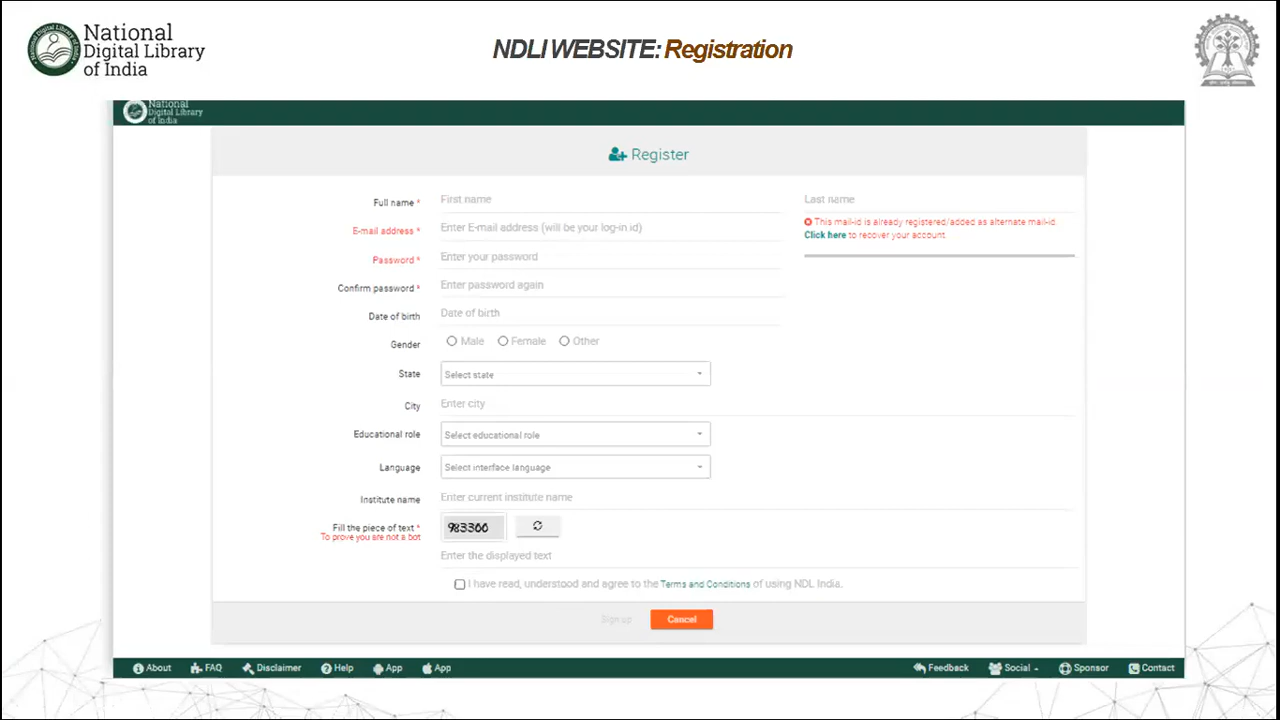 National
Digital Library
of India
NDLI WEBSITE: Registration
National
Digital Library
of India
Register
Full name * First name Last name
E-mail address * Enter E-mail address (will be your log-in id) This mail-id is already registered/added as alternate mail-id.
Click here to recover your account.
Password * Enter your password
Confirm password * Enter password again
Date of birth Date of birth
Gender Male Female Other
State Select state
City Enter city
Educational role Select educational role
Language Select interface language
Institute name Enter current institute name
Fill the piece of text * 983366
To prove you are not a bot
Enter the displayed text
I have read, understood and agree to the Terms and Conditions of using NDL India.
Sign up Cancel
About FAQ Disclaimer Help App App Feedback Social Sponsor Contact